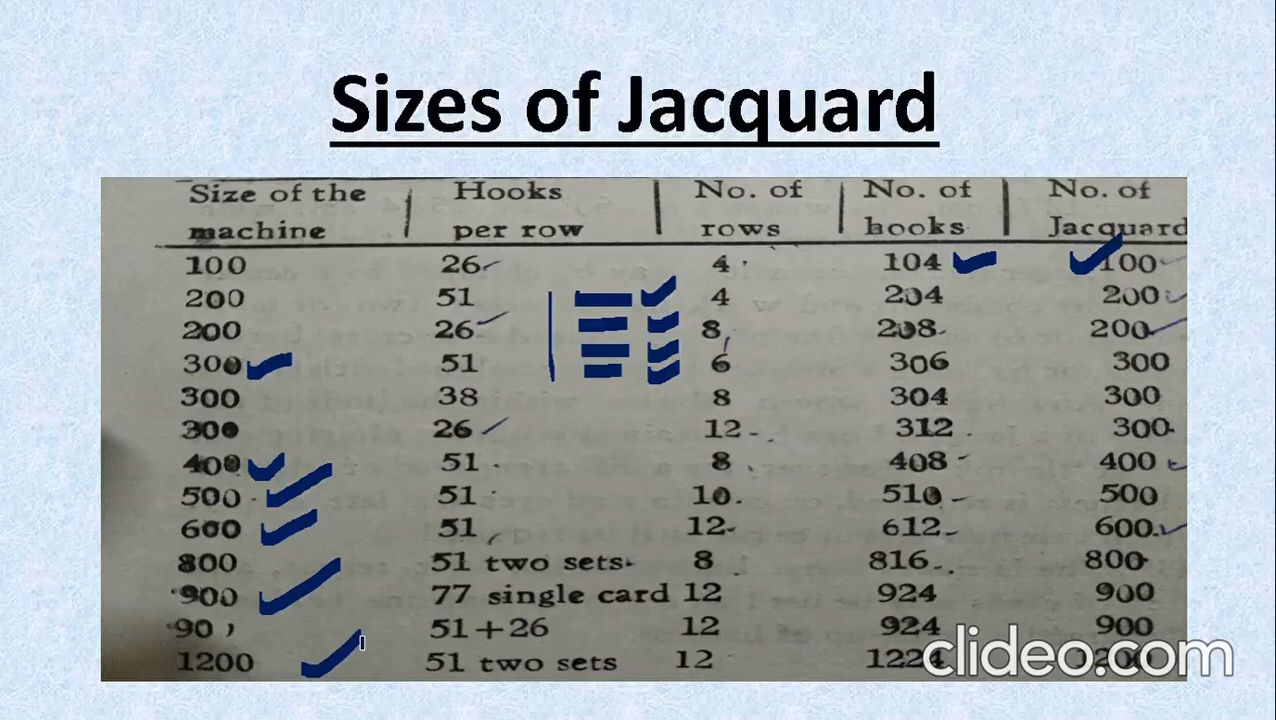 Sizes of Jacquard
Size of the machine | Hooks per row | No. of rows | No. of hooks | No. of Jacquard
100 26 4 104 100
200 51 4 204 200
200 26 8 208 200
300 51 6 306 300
300 38 8 304 300
300 26 12 312 300
400 51 8 408 400
500 51 10 510 500
600 51 12 612 600
800 51 two sets 8 816 800
900 77 single card 12 924 900
90 51+26 12 924 900
1200 51 two sets 12 1224 1200
clideo.com